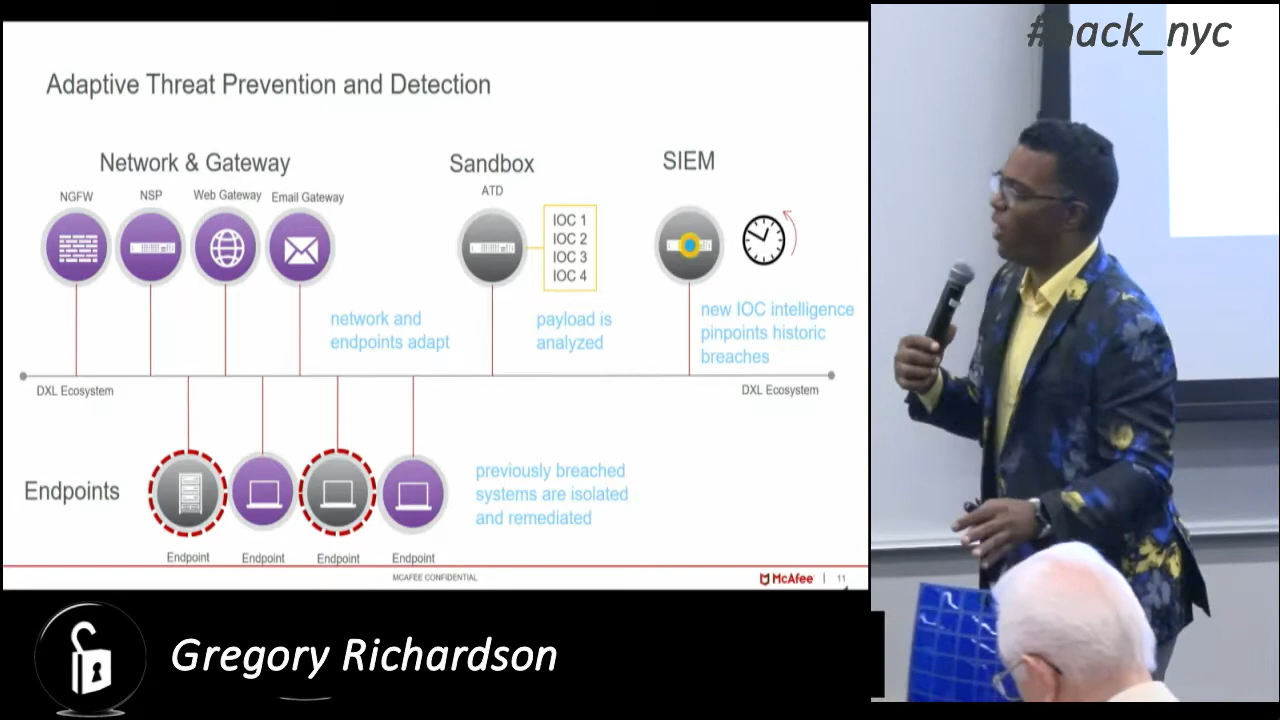 #hack_nyc
Adaptive Threat Prevention and Detection
Network & Gateway
Sandbox
SIEM
NGFW
NSP
Web Gateway
Email Gateway
ATD
IOC 1
IOC 2
IOC 3
IOC 4
network and
endpoints adapt
payload is
analyzed
new IOC intelligence
pinpoints historic
breaches
DXL Ecosystem
DXL Ecosystem
Endpoints
previously breached
systems are isolated
and remediated
Endpoint
Endpoint
Endpoint
Endpoint
MCAFEE CONFIDENTIAL
McAfee
11
Gregory Richardson